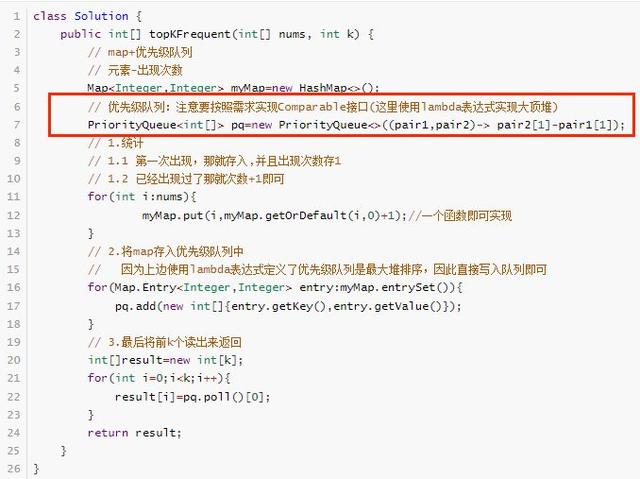 1 class Solution {
2 public int[] topKFrequent(int[] nums, int k) {
3 // map+优先级队列
4 // 元素-出现次数
5 Map<Integer,Integer> myMap=new HashMap<>();
6 // 优先级队列：注意要按照需求实现Comparable接口(这里使用lambda表达式实现大顶堆)
7 PriorityQueue<int[]> pq=new PriorityQueue<>((pair1,pair2)-> pair2[1]-pair1[1]);
8 // 1.统计
9 // 1.1 第一次出现，那就存入,并且出现次数存1
10 // 1.2 已经出现过了那就次数+1即可
11 for(int i:nums){
12 myMap.put(i,myMap.getOrDefault(i,0)+1);//一个函数即可实现
13 }
14 // 2.将map存入优先级队列中
15 // 因为上边使用lambda表达式定义了优先级队列是最大堆排序，因此直接写入队列即可
16 for(Map.Entry<Integer,Integer> entry:myMap.entrySet()){
17 pq.add(new int[]{entry.getKey(),entry.getValue()});
18 }
19 // 3.最后将前k个读出来返回
20 int[]result=new int[k];
21 for(int i=0;i<k;i++){
22 result[i]=pq.poll()[0];
23 }
24 return result;
25 }
26 }